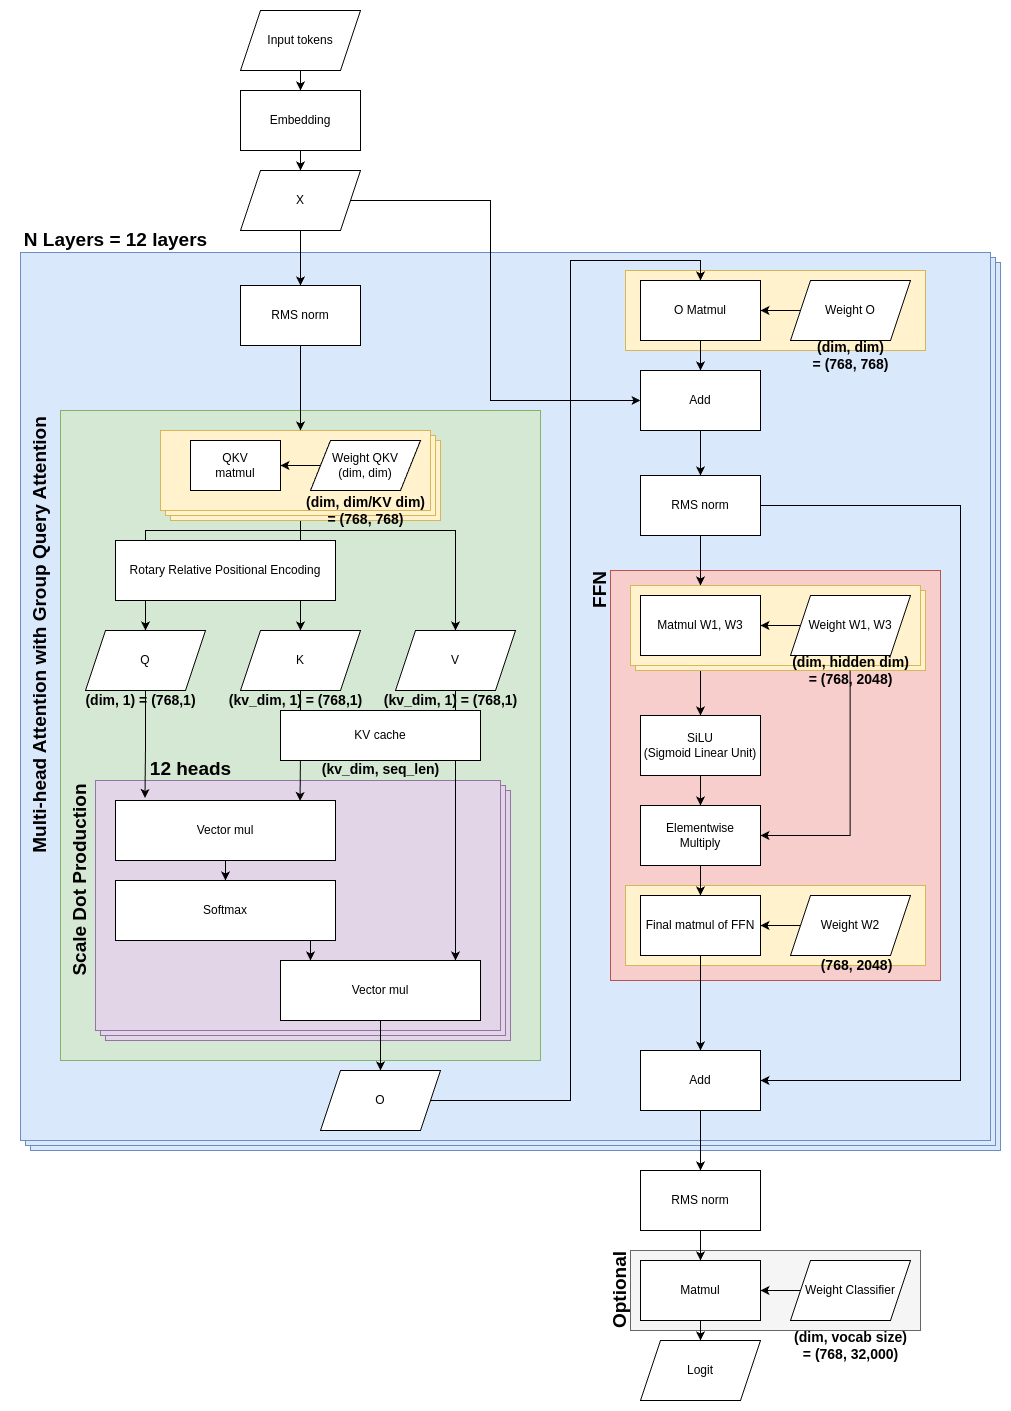 Input tokens
Embedding
X
N Layers = 12 layers
RMS norm
Multi-head Attention with Group Query Attention
QKV
matmul
Weight QKV
(dim, dim)
(dim, dim/KV dim)
= (768, 768)
Rotary Relative Positional Encoding
Q
K
V
(dim, 1) = (768,1)
(kv_dim, 1) = (768,1)
(kv_dim, 1) = (768,1)
KV cache
(kv_dim, seq_len)
12 heads
Scale Dot Production
Vector mul
Softmax
Vector mul
O
O Matmul
Weight O
(dim, dim)
= (768, 768)
Add
RMS norm
FFN
Matmul W1, W3
Weight W1, W3
(dim, hidden dim)
= (768, 2048)
SiLU
(Sigmoid Linear Unit)
Elementwise
Multiply
Final matmul of FFN
Weight W2
(768, 2048)
Add
RMS norm
Optional
Matmul
Weight Classifier
(dim, vocab size)
= (768, 32,000)
Logit